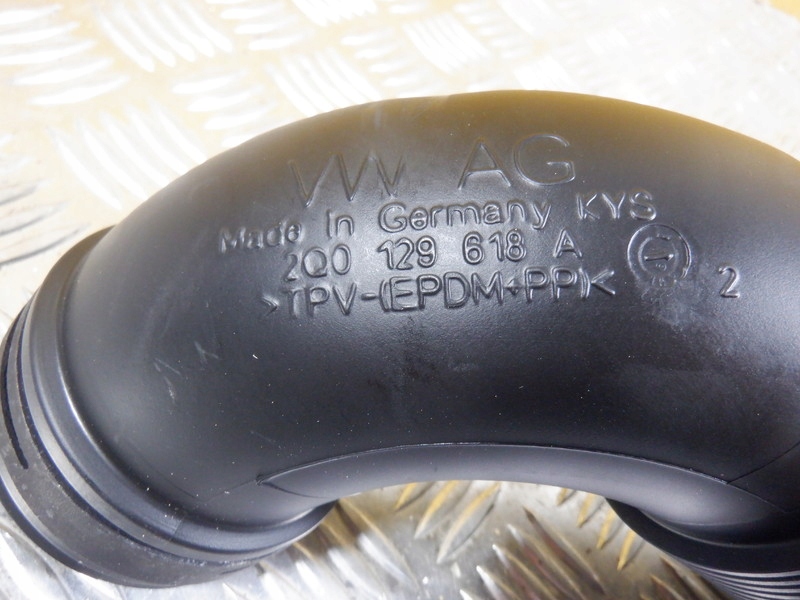 VW AG
Made in Germany KYS
2Q0 129 618 A
>TPV-(EPDM+PP)<
2